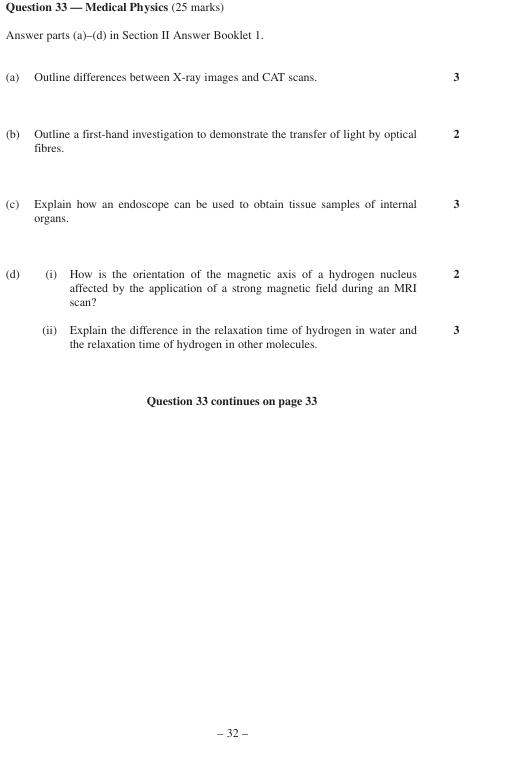 Question 33 — Medical Physics (25 marks)
Answer parts (a)–(d) in Section II Answer Booklet 1.
(a) Outline differences between X-ray images and CAT scans. 3
(b) Outline a first-hand investigation to demonstrate the transfer of light by optical 2
fibres.
(c) Explain how an endoscope can be used to obtain tissue samples of internal 3
organs.
(d) (i) How is the orientation of the magnetic axis of a hydrogen nucleus 2
affected by the application of a strong magnetic field during an MRI
scan?
(ii) Explain the difference in the relaxation time of hydrogen in water and 3
the relaxation time of hydrogen in other molecules.
Question 33 continues on page 33
– 32 –